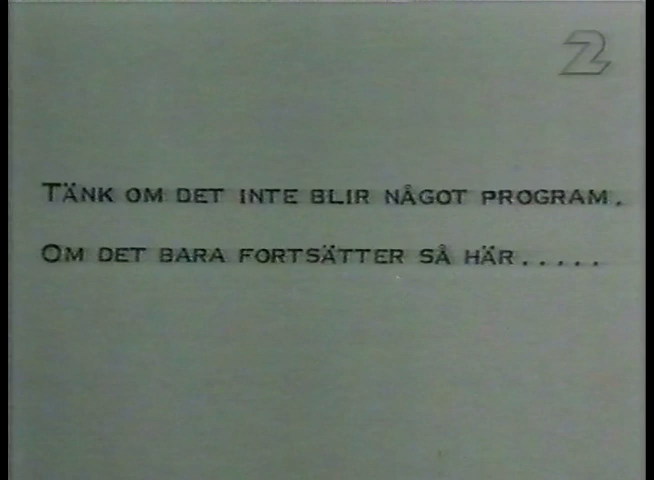 2
TÄNK OM DET INTE BLIR NÅGOT PROGRAM.
OM DET BARA FORTSÄTTER SÅ HÄR.....